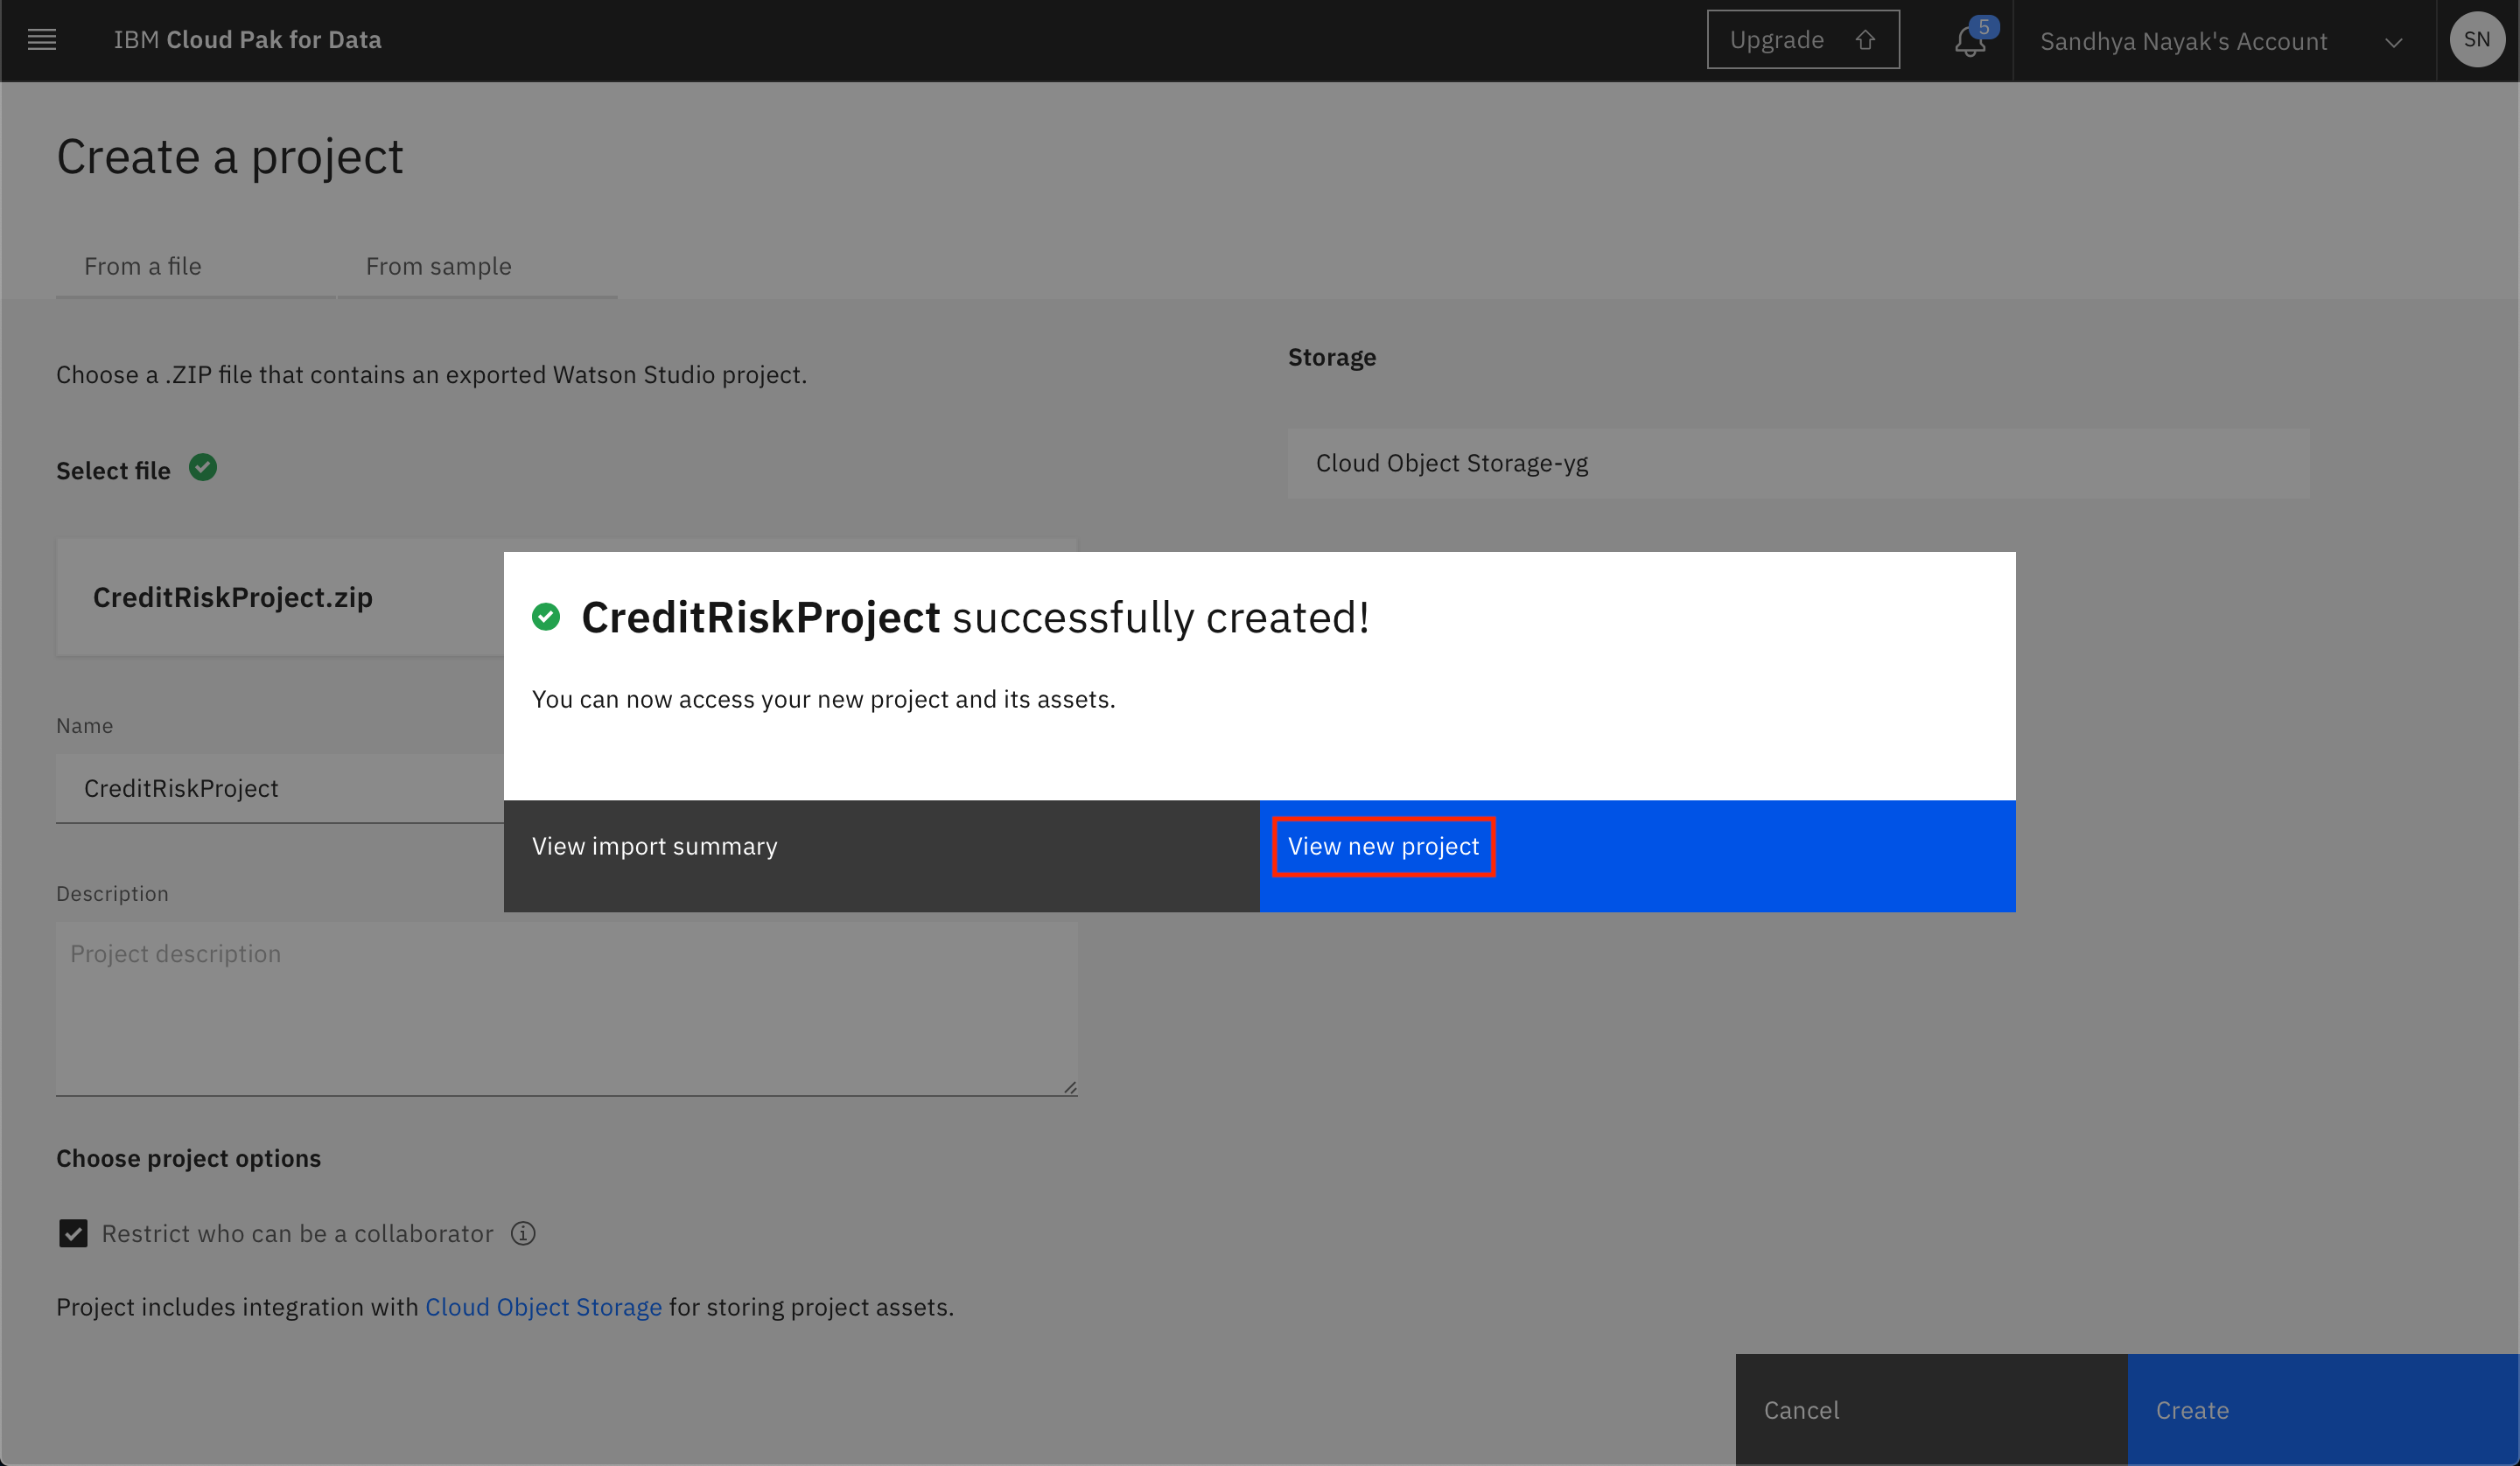 IBM Cloud Pak for Data
Upgrade
5
Sandhya Nayak's Account
SN
Create a project
From a file
From sample
Choose a .ZIP file that contains an exported Watson Studio project.
Storage
Select file
Cloud Object Storage-yg
CreditRiskProject.zip
CreditRiskProject successfully created!
You can now access your new project and its assets.
View import summary
View new project
Name
CreditRiskProject
Description
Project description
Choose project options
Restrict who can be a collaborator
Project includes integration with Cloud Object Storage for storing project assets.
Cancel
Create